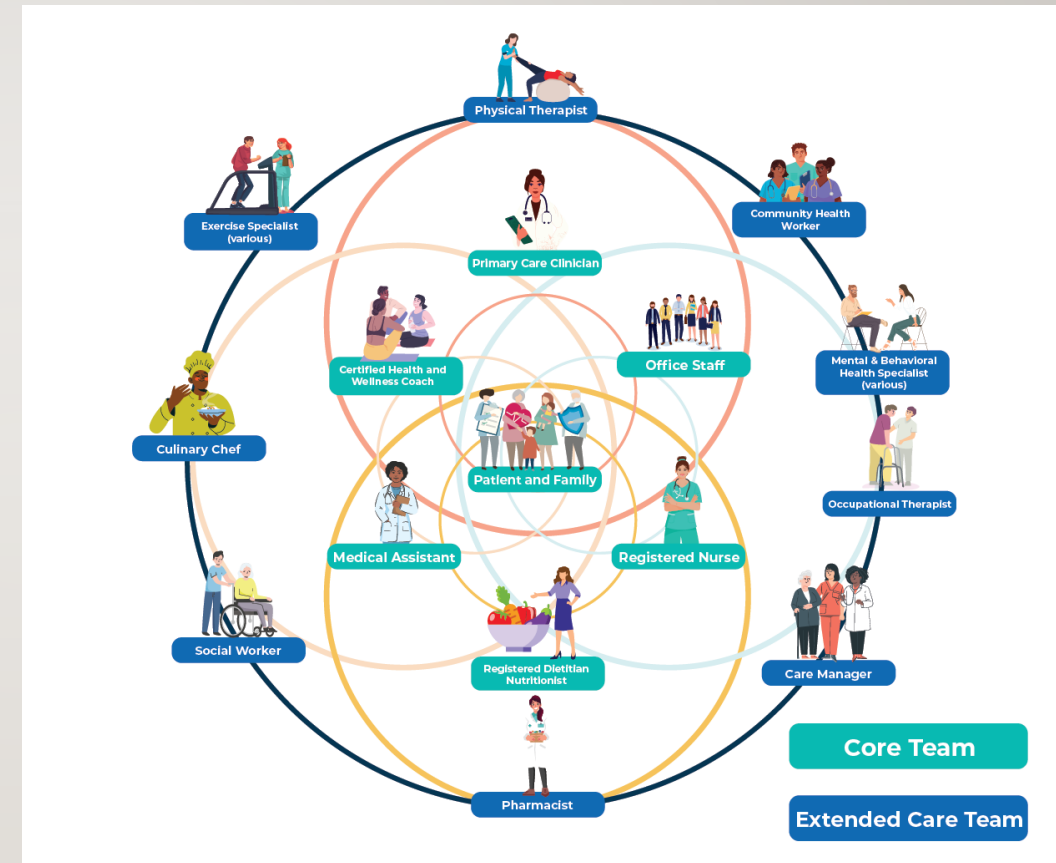 Physical Therapist
Exercise Specialist
(various)
Community Health
Worker
Primary Care Clinician
Certified Health and
Wellness Coach
Office Staff
Mental & Behavioral
Health Specialist
(various)
Culinary Chef
Patient and Family
Occupational Therapist
Medical Assistant
Registered Nurse
Social Worker
Registered Dietitian
Nutritionist
Care Manager
Core Team
Pharmacist
Extended Care Team